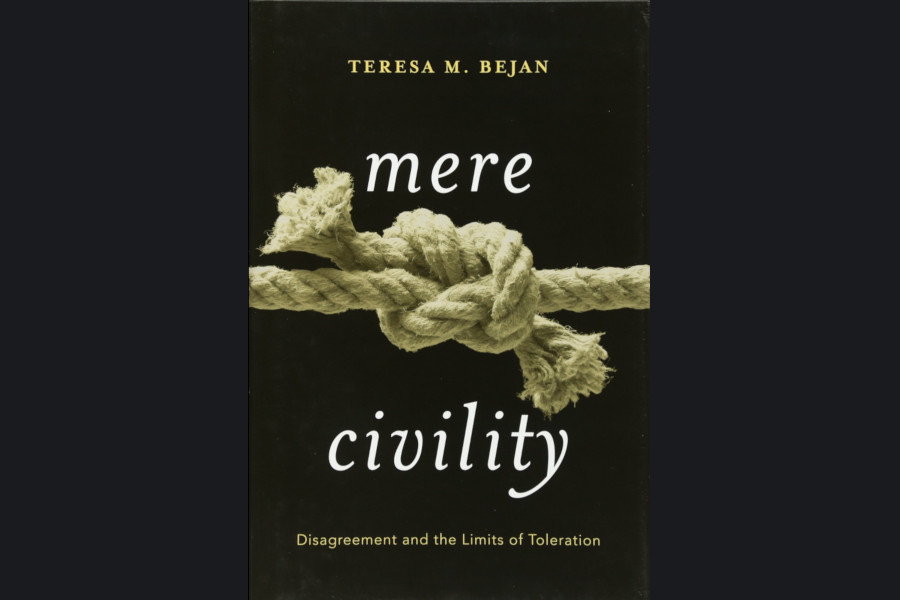 TERESA M. BEJAN
mere
civility
Disagreement and the Limits of Toleration